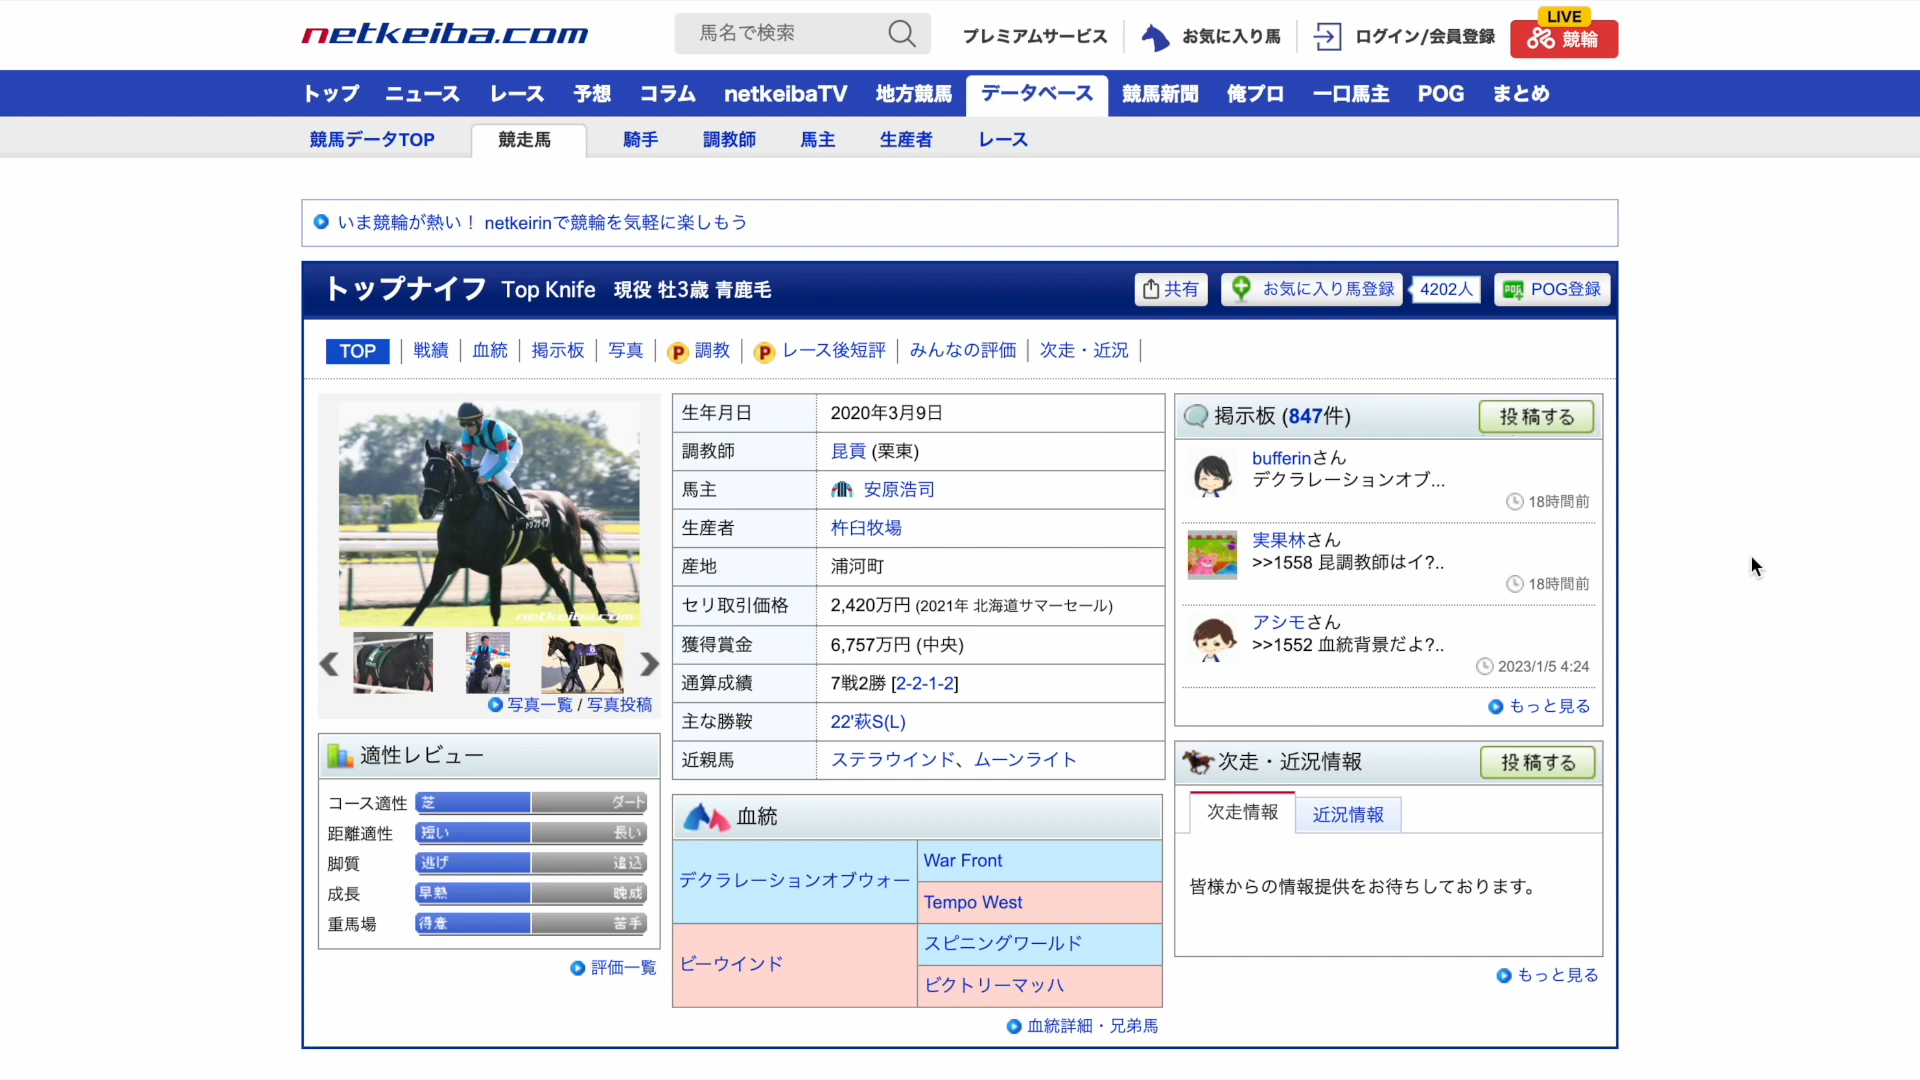 netkeiba.com
馬名で検索
プレミアムサービス
お気に入り馬
ログイン/会員登録
LIVE
競輪
トップ ニュース レース 予想 コラム netkeibaTV 地方競馬 データベース 競馬新聞 俺プロ 一口馬主 POG まとめ
競馬データTOP 競走馬 騎手 調教師 馬主 生産者 レース
いま競輪が熱い！ netkeirinで競輪を気軽に楽しもう
トップナイフ Top Knife 現役 牡3歳 青鹿毛
共有
お気に入り馬登録
4202人
POG登録
TOP 戦績 血統 掲示板 写真 P 調教 P レース後短評 みんなの評価 次走・近況
netkeiba.com
写真一覧 / 写真投稿
適性レビュー
コース適性 芝 ダート
距離適性 短い 長い
脚質 逃げ 追込
成長 早熟 晩成
重馬場 得意 苦手
評価一覧
生年月日 2020年3月9日
調教師 昆貢 (栗東)
馬主 安原浩司
生産者 杵臼牧場
産地 浦河町
セリ取引価格 2,420万円 (2021年 北海道サマーセール)
獲得賞金 6,757万円 (中央)
通算成績 7戦2勝 [2-2-1-2]
主な勝鞍 22'萩S(L)
近親馬 ステラウインド、ムーンライト
血統
デクラレーションオブウォー
War Front
Tempo West
ビーウインド
スピニングワールド
ビクトリーマッハ
血統詳細・兄弟馬
掲示板 (847件)
投稿する
bufferinさん
デクラレーションオブ...
18時間前
実果林さん
>>1558 昆調教師はイ?..
18時間前
アシモさん
>>1552 血統背景だよ?..
2023/1/5 4:24
もっと見る
次走・近況情報
投稿する
次走情報 近況情報
皆様からの情報提供をお待ちしております。
もっと見る